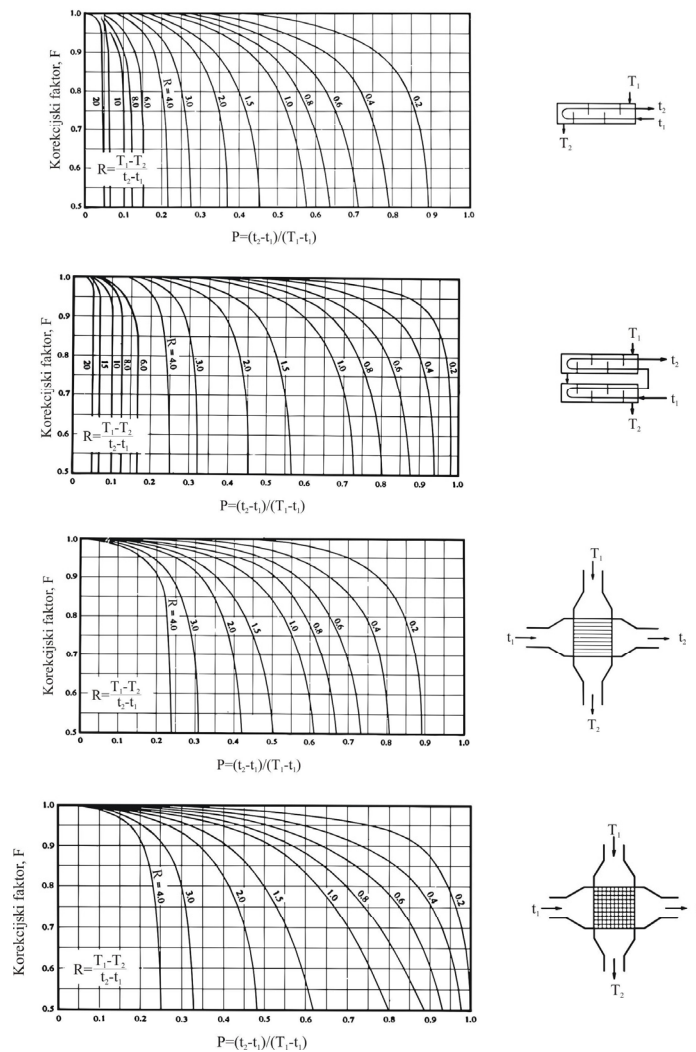 Korekcijski faktor, F
1.0
0.9
0.8
0.7
0.6
0.5
20
10
8.0
6.0
R = 4.0
3.0
2.0
1.5
1.0
0.8
0.6
0.4
0.2
R=T₁-T₂
t₂-t₁
0 0.1 0.2 0.3 0.4 0.5 0.6 0.7 0.8 0 9 1.0
P=(t₂-t₁)/(T₁-t₁)
T₁
t₂
t₁
T₂
Korekcijski faktor, F
1.0
0.9
0.8
0.7
0.6
0.5
20
15
10
8.0
6.0
R = 4.0
3.0
2.0
1.5
1.0
0.8
0.6
0.4
0.2
R=T₁-T₂
t₂-t₁
0 0.1 0.2 0.3 0.4 0.5 0.6 0.7 0.8 0.9 1.0
P=(t₂-t₁)/(T₁-t₁)
T₁
t₂
t₁
T₂
Korekcijski faktor, F
1.0
0.9
0.8
0.7
0.6
0.5
R = 4.0
3.0
2.0
1.5
1.0
0.8
0.6
0.4
0.2
R=T₁-T₂
t₂-t₁
0 0.1 0.2 0.3 0.4 0.5 0.6 0.7 0.8 0.9 1.0
P=(t₂-t₁)/(T₁-t₁)
T₁
t₁
t₂
T₂
Korekcijski faktor, F
1.0
0.9
0.8
0.7
0.6
0.5
R = 4.0
3.0
2.0
1.5
1.0
0.8
0.6
0.4
0.2
R=T₁-T₂
t₂-t₁
0 0.1 0.2 0.3 0.4 0.5 0.6 0.7 0.8 0.9 1.0
P=(t₂-t₁)/(T₁-t₁)
T₁
t₁
T₂